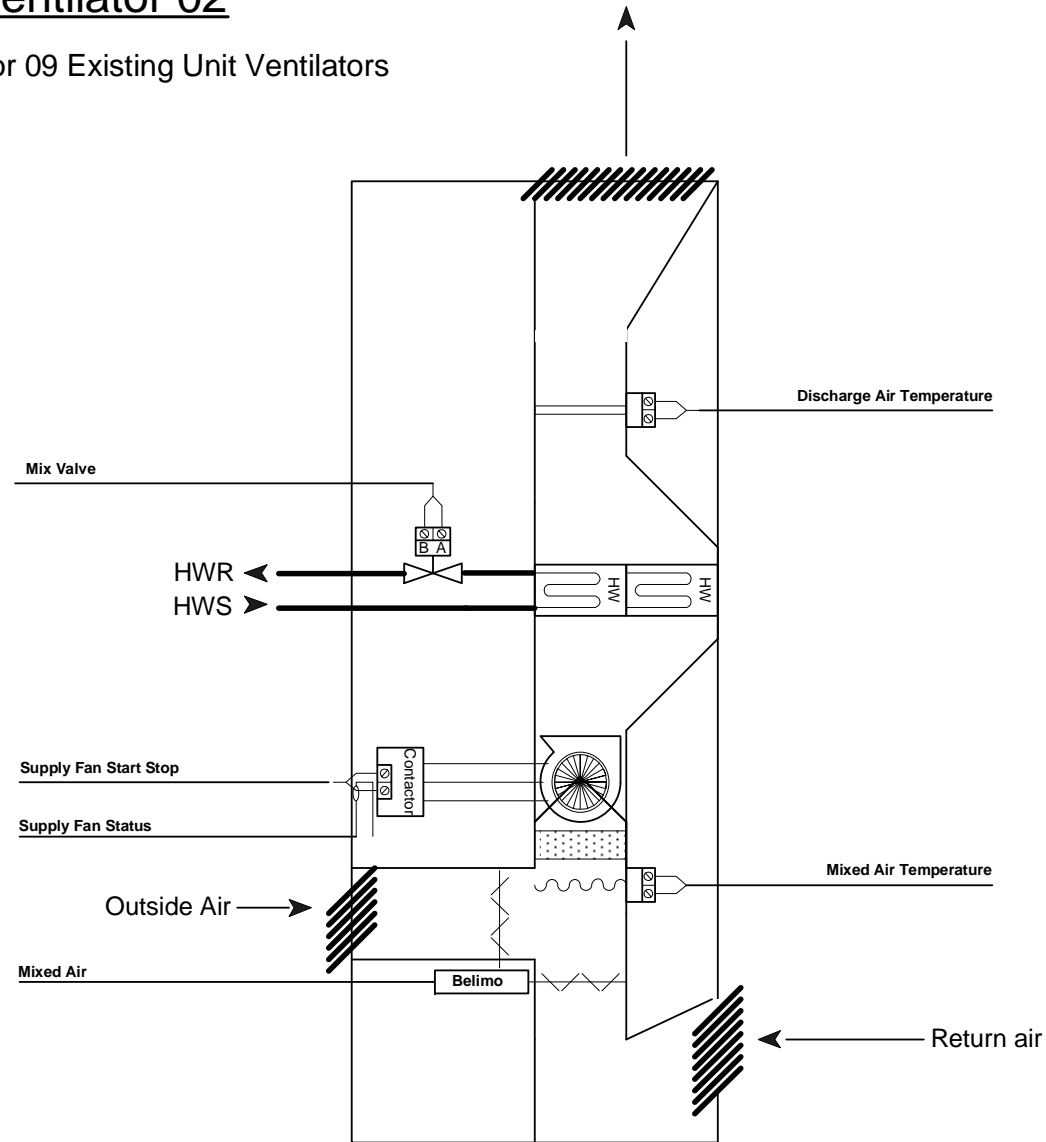 entilator 02
or 09 Existing Unit Ventilators
Discharge Air Temperature
Mix Valve
B A
HWR
HWS
HW
HW
Supply Fan Start Stop
Contactor
Supply Fan Status
Mixed Air Temperature
Outside Air
Mixed Air
Belimo
Return air